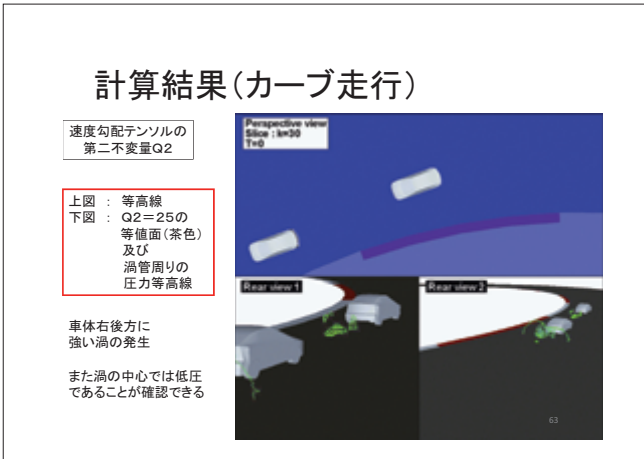 計算結果(カーブ走行)
速度勾配テンソルの
第二不変量Q2
Perspective view
Slice : k=30
T=0
上図 : 等高線
下図 : Q2=25の
等値面(茶色)
及び
渦管周りの
圧力等高線
Rear view 1
Rear view 2
車体右後方に
強い渦の発生
また渦の中心では低圧
であることが確認できる
63